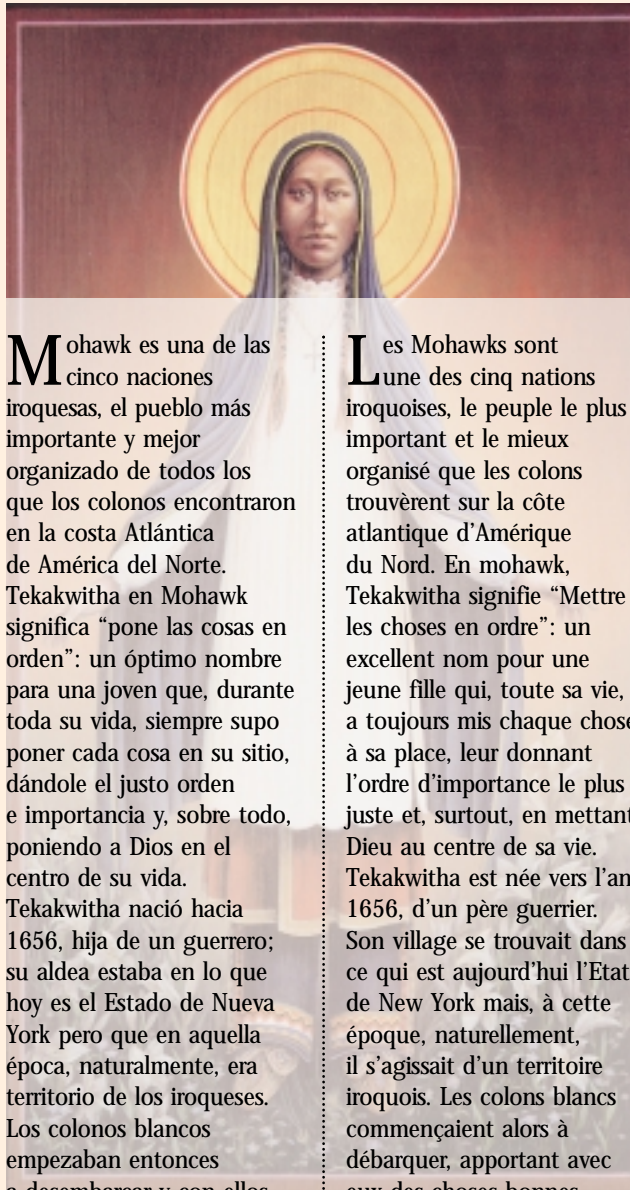 Mohawk es una de las
cinco naciones
iroquesas, el pueblo más
importante y mejor
organizado de todos los
que los colonos encontraron
en la costa Atlántica
de América del Norte.
Tekakwitha en Mohawk
significa “pone las cosas en
orden”: un óptimo nombre
para una joven que, durante
toda su vida, siempre supo
poner cada cosa en su sitio,
dándole el justo orden
e importancia y, sobre todo,
poniendo a Dios en el
centro de su vida.
Tekakwitha nació hacia
1656, hija de un guerrero;
su aldea estaba en lo que
hoy es el Estado de Nueva
York pero que en aquella
época, naturalmente, era
territorio de los iroqueses.
Los colonos blancos
empezaban entonces
a desembarcar y con ellos
Les Mohawks sont
une des cinq nations
iroquoises, le peuple le plus
important et le mieux
organisé que les colons
trouvèrent sur la côte
atlantique d’Amérique
du Nord. En mohawk,
Tekakwitha signifie “Mettre
les choses en ordre”: un
excellent nom pour une
jeune fille qui, toute sa vie,
a toujours mis chaque chose
à sa place, leur donnant
l’ordre d’importance le plus
juste et, surtout, en mettant
Dieu au centre de sa vie.
Tekakwitha est née vers l’an
1656, d’un père guerrier.
Son village se trouvait dans
ce qui est aujourd’hui l’Etat
de New York mais, à cette
époque, naturellement,
il s’agissait d’un territoire
iroquois. Les colons blancs
commençaient alors à
débarquer, apportant avec
eux des choses bonnes